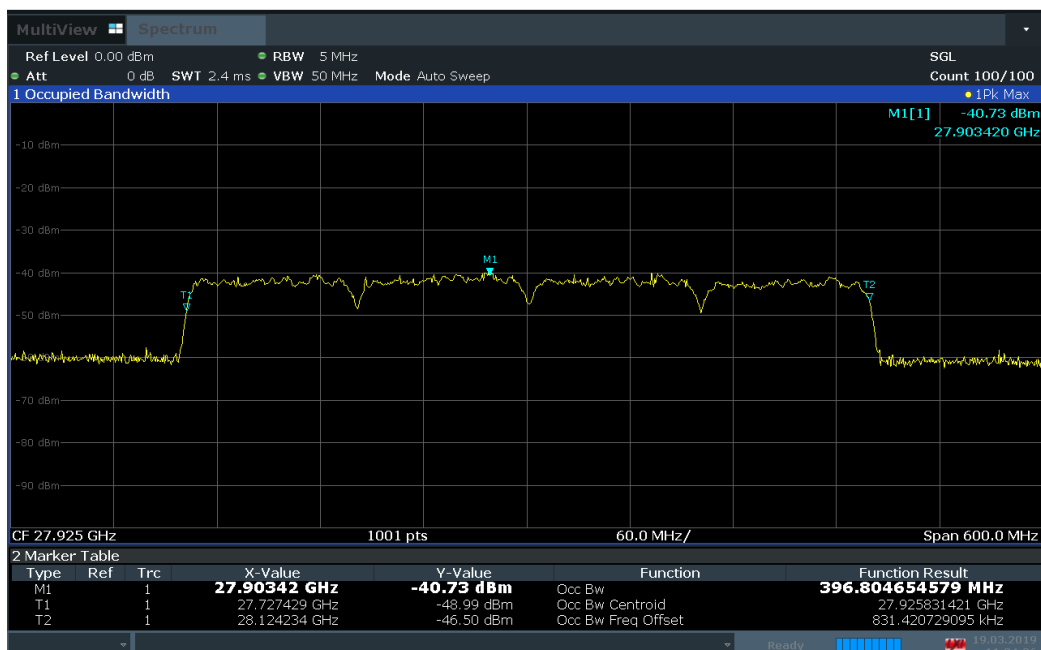 MultiView Spectrum
Ref Level 0.00 dBm RBW 5 MHz SGL
Att 0 dB SWT 2.4 ms VBW 50 MHz Mode Auto Sweep Count 100/100
1 Occupied Bandwidth 1Pk Max
M1[1] -40.73 dBm
27.903420 GHz
-10 dBm
-20 dBm
-30 dBm
M1
-40 dBm
T1 T2
-50 dBm
-70 dBm
-80 dBm
-90 dBm
CF 27.925 GHz 1001 pts 60.0 MHz/ Span 600.0 MHz
2 Marker Table
Type Ref Trc X-Value Y-Value Function Function Result
M1 1 27.90342 GHz -40.73 dBm Occ Bw 396.804654579 MHz
T1 1 27.727429 GHz -48.99 dBm Occ Bw Centroid 27.925831421 GHz
T2 1 28.124234 GHz -46.50 dBm Occ Bw Freq Offset 831.420729095 kHz
Ready 19.03.2019